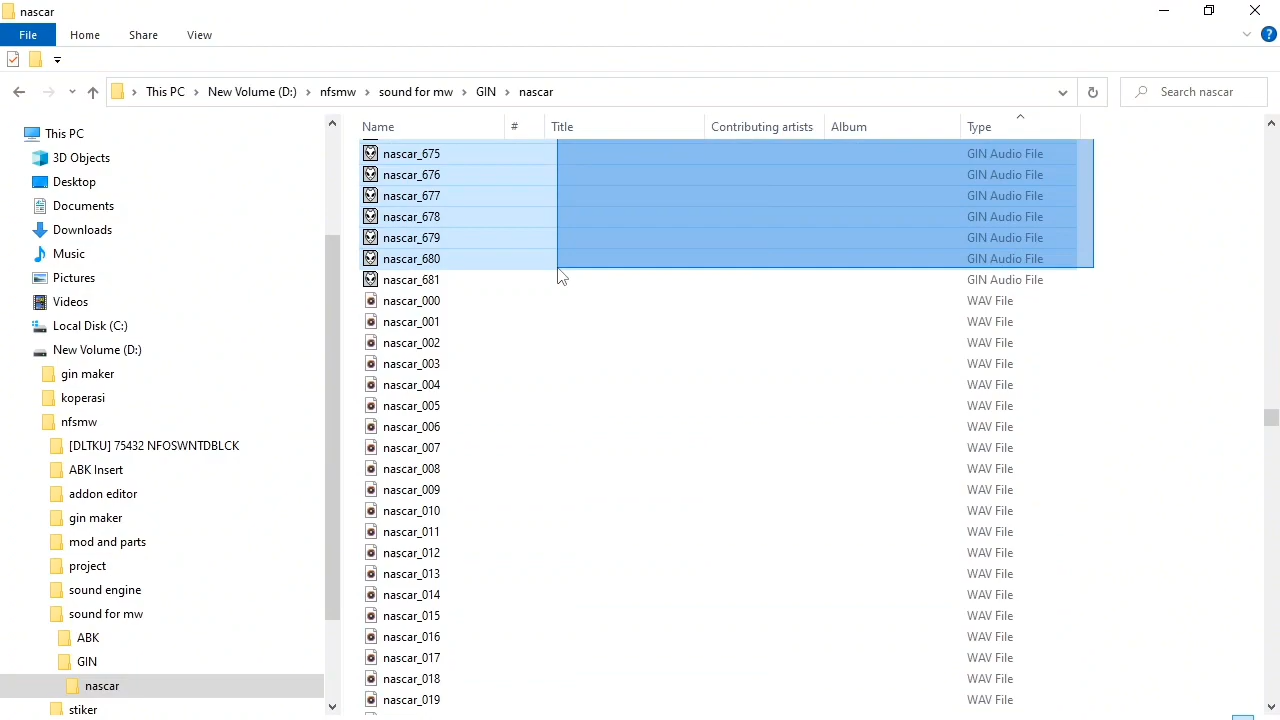 nascar
File Home Share View
This PC New Volume (D:) nfsmw sound for mw GIN nascar Search nascar
Name # Title Contributing artists Album Type
This PC
3D Objects
Desktop
Documents
Downloads
Music
Pictures
Videos
Local Disk (C:)
New Volume (D:)
gin maker
koperasi
nfsmw
[DLTKU] 75432 NFOSWNTDBLCK
ABK Insert
addon editor
gin maker
mod and parts
project
sound engine
sound for mw
ABK
GIN
nascar
stiker
nascar_675 GIN Audio File
nascar_676 GIN Audio File
nascar_677 GIN Audio File
nascar_678 GIN Audio File
nascar_679 GIN Audio File
nascar_680 GIN Audio File
nascar_681 GIN Audio File
nascar_000 WAV File
nascar_001 WAV File
nascar_002 WAV File
nascar_003 WAV File
nascar_004 WAV File
nascar_005 WAV File
nascar_006 WAV File
nascar_007 WAV File
nascar_008 WAV File
nascar_009 WAV File
nascar_010 WAV File
nascar_011 WAV File
nascar_012 WAV File
nascar_013 WAV File
nascar_014 WAV File
nascar_015 WAV File
nascar_016 WAV File
nascar_017 WAV File
nascar_018 WAV File
nascar_019 WAV File